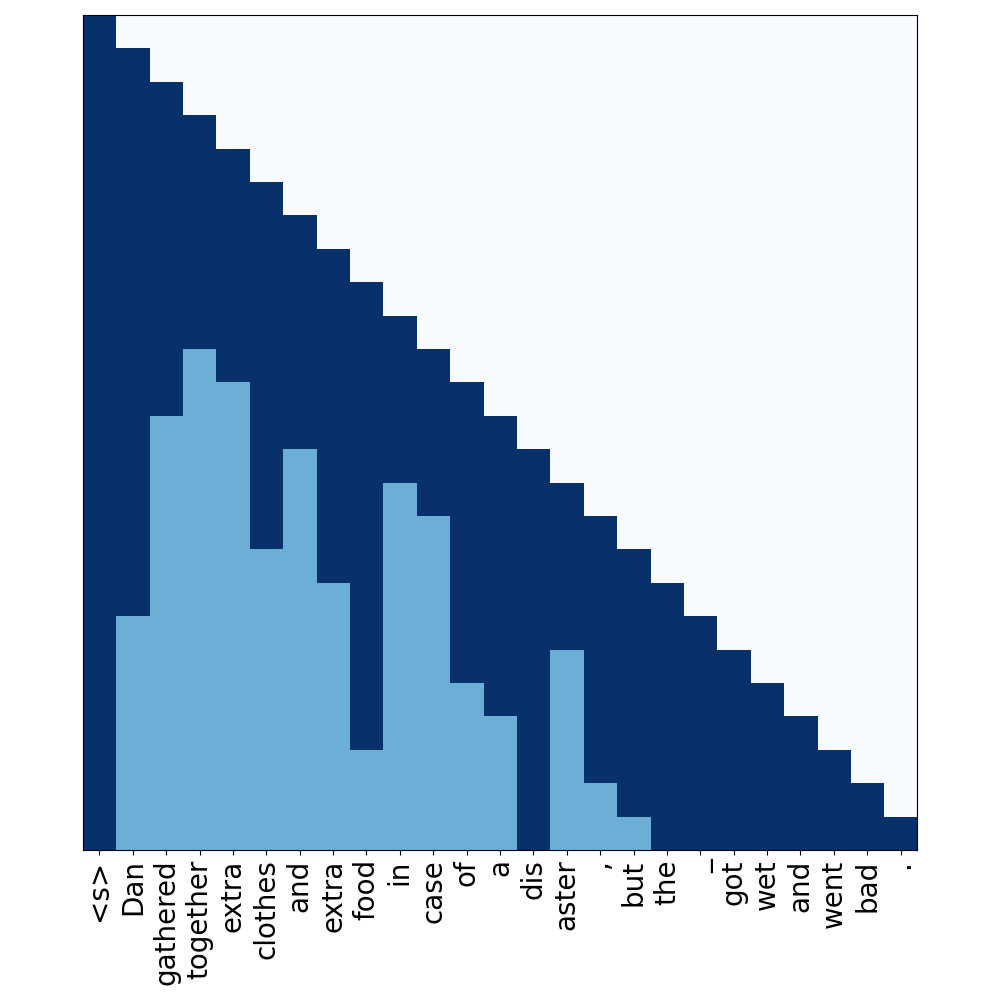 <s>
Dan
gathered
together
extra
clothes
and
extra
food
in
case
of
a
dis
aster
,
but
the
_
got
wet
and
went
bad
.